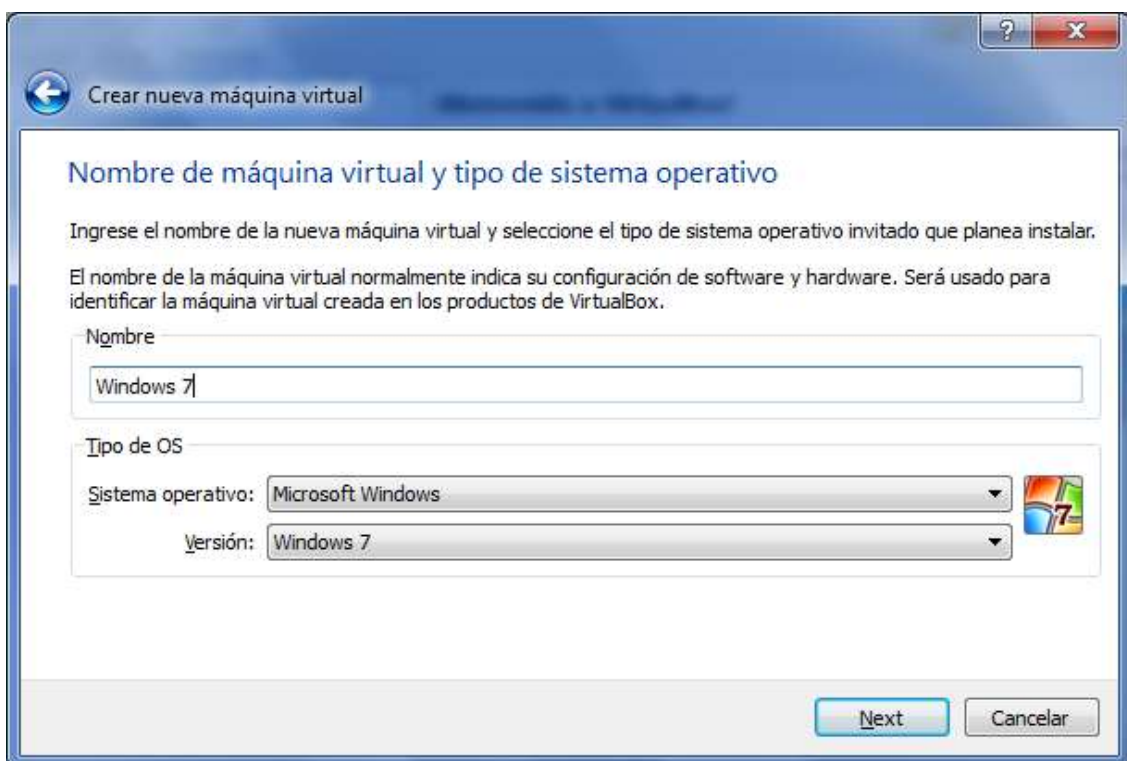 ?
X
Crear nueva máquina virtual
Nombre de máquina virtual y tipo de sistema operativo
Ingrese el nombre de la nueva máquina virtual y seleccione el tipo de sistema operativo invitado que planea instalar.
El nombre de la máquina virtual normalmente indica su configuración de software y hardware. Será usado para
identificar la máquina virtual creada en los productos de VirtualBox.
Nombre
Windows 7
Tipo de OS
Sistema operativo: Microsoft Windows
7
Versión: Windows 7
Next Cancelar